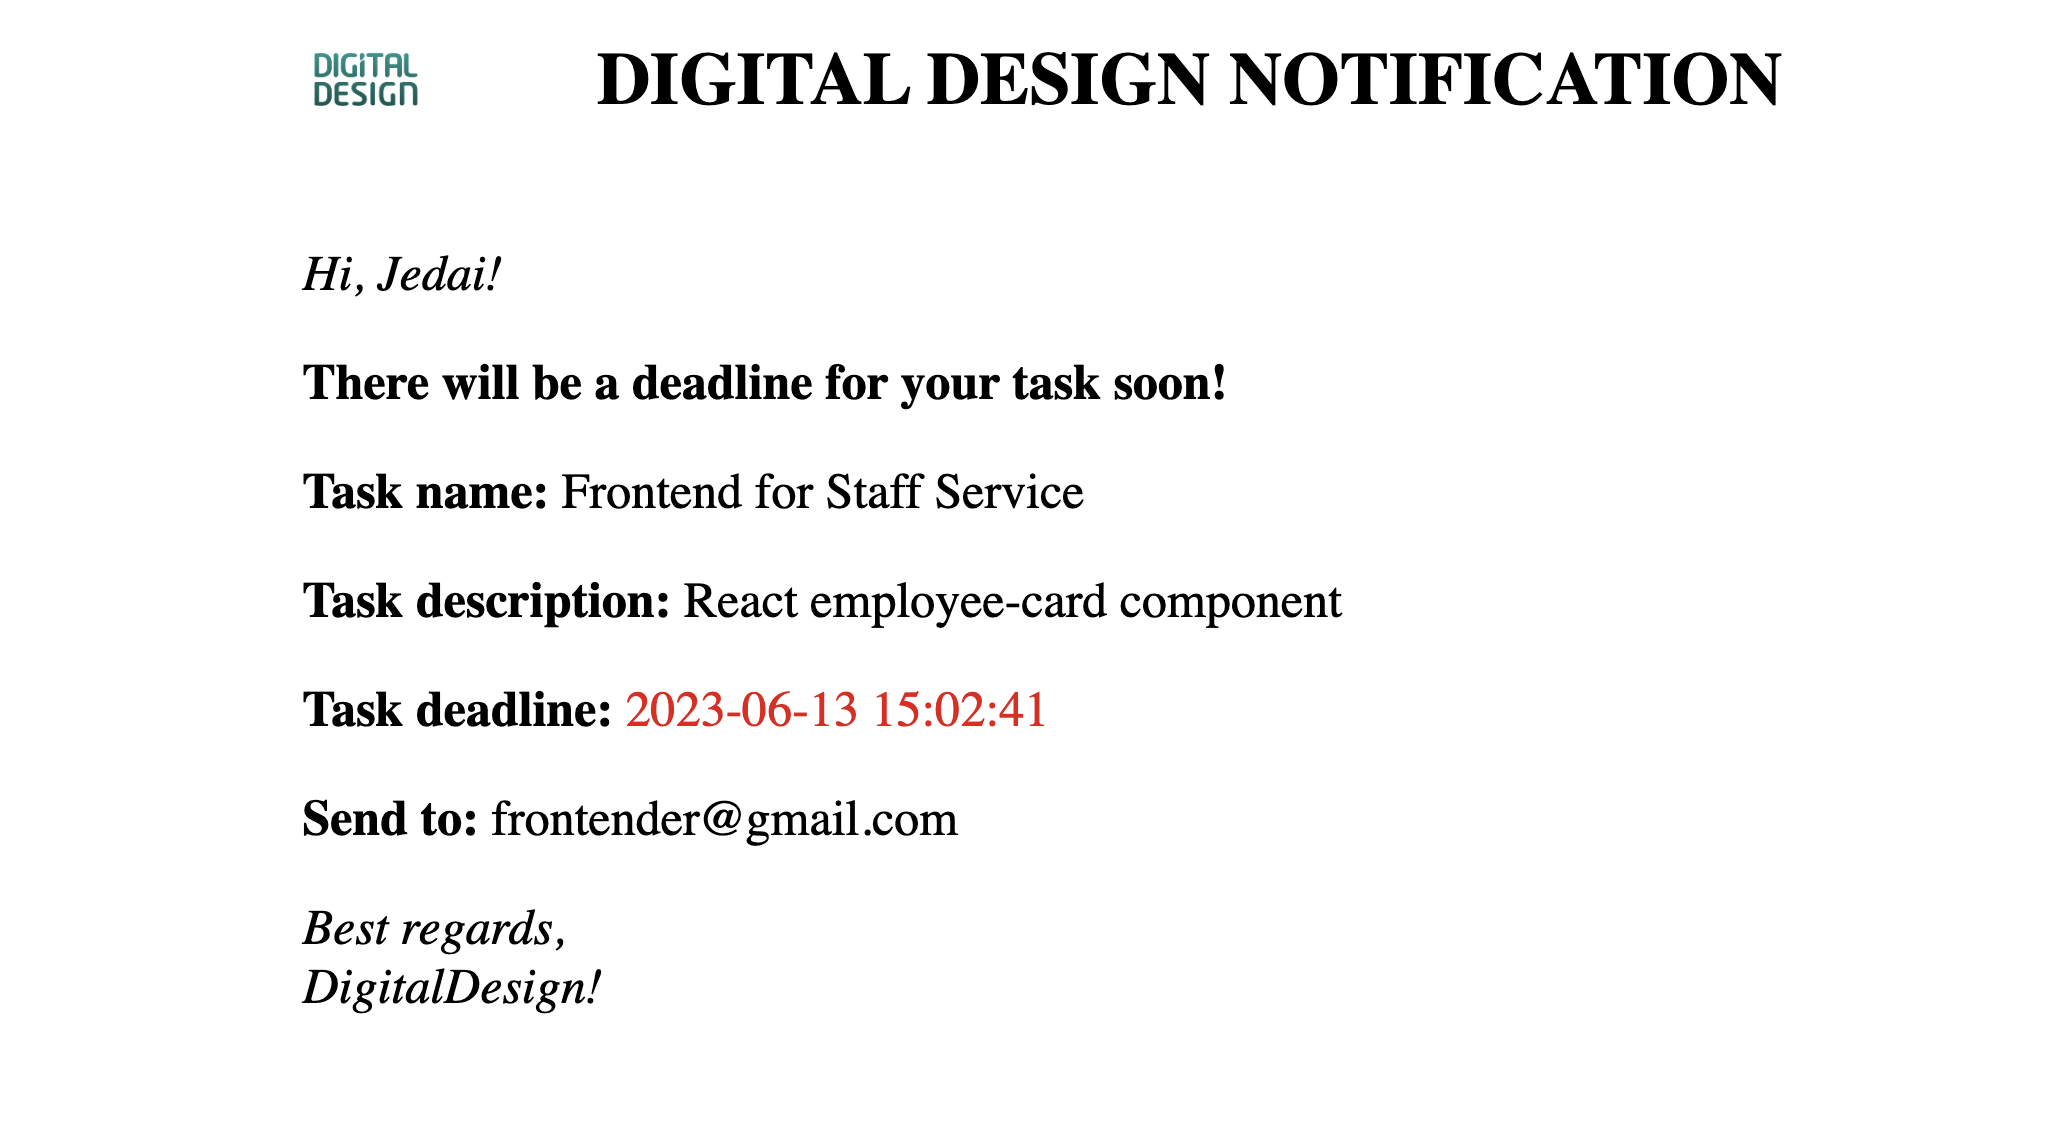 DIGITAL
DESIGN
DIGITAL DESIGN NOTIFICATION
Hi, Jedai!
There will be a deadline for your task soon!
Task name: Frontend for Staff Service
Task description: React employee-card component
Task deadline: 2023-06-13 15:02:41
Send to: frontender@gmail.com
Best regards,
DigitalDesign!